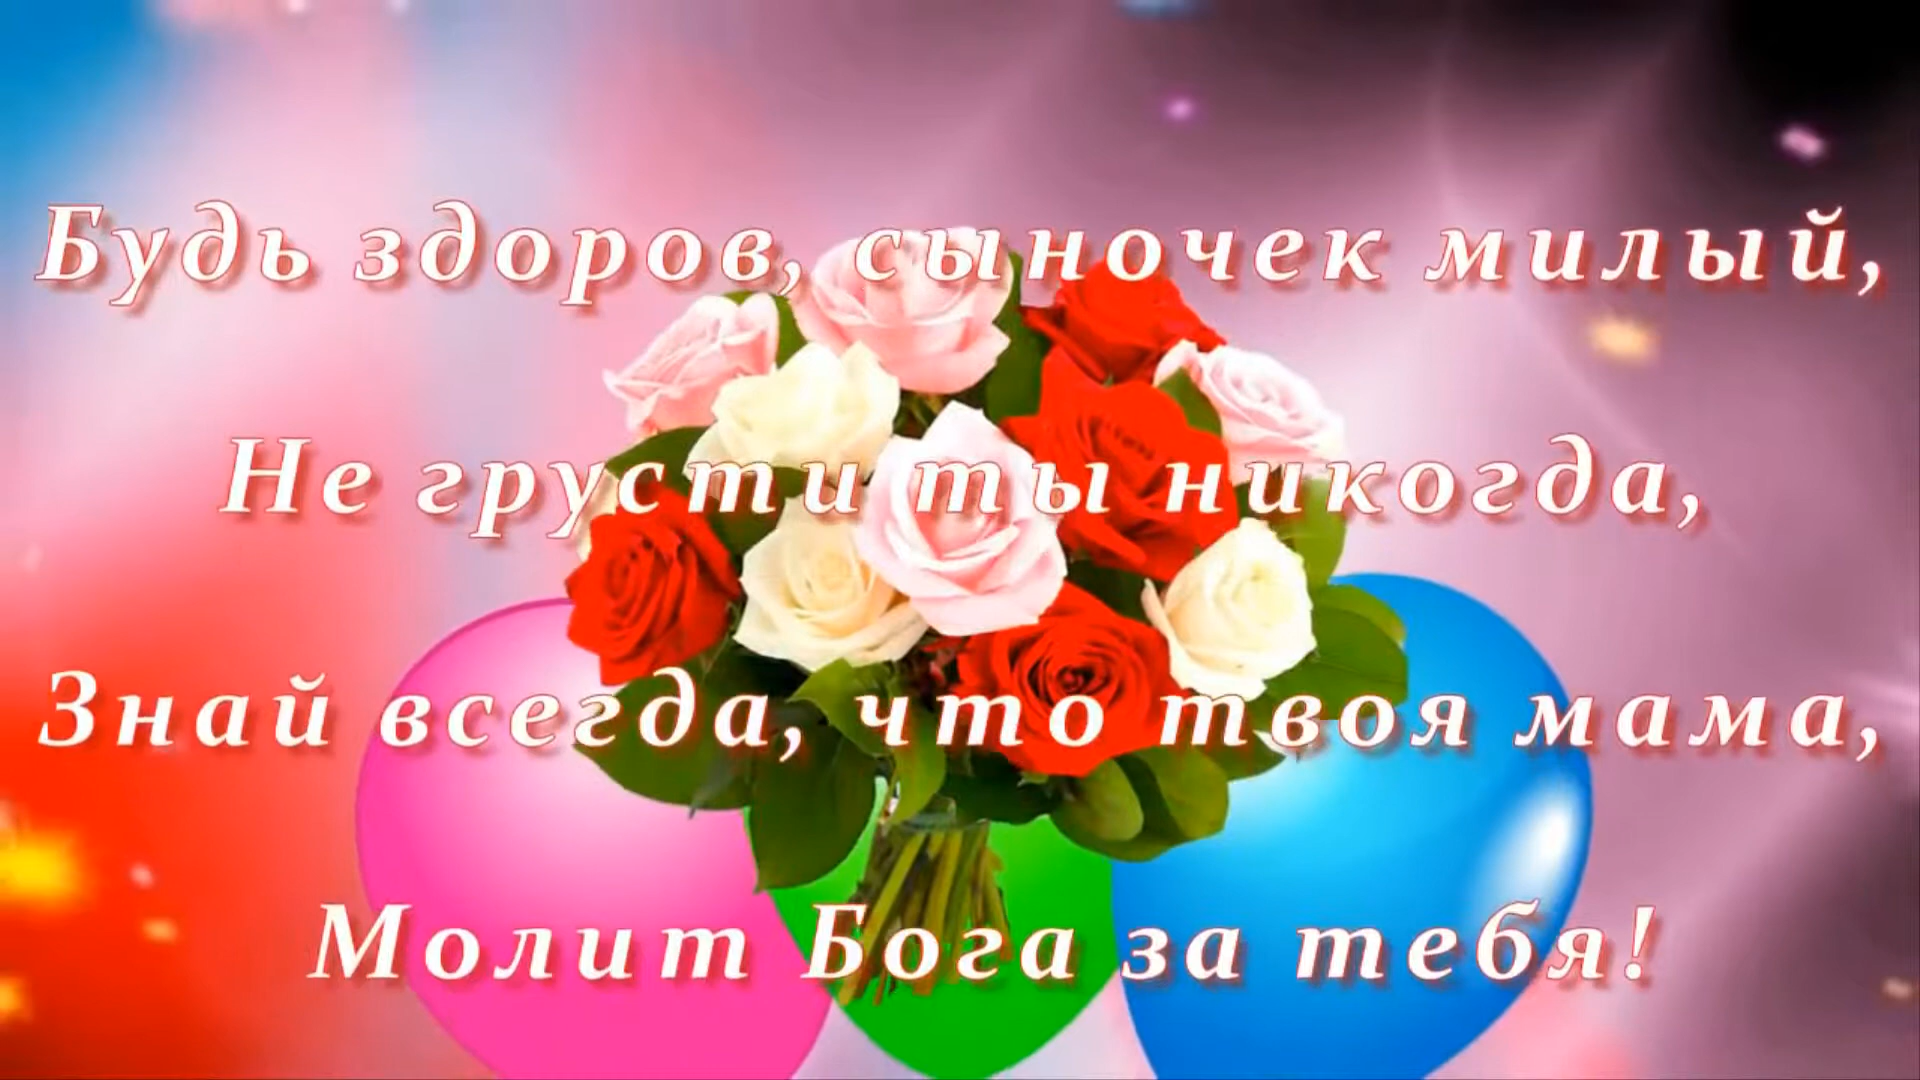 Будь здоров, сыночек милый,
Не грусти ты никогда,
Знай всегда, что твоя мама,
Молит Бога за тебя!